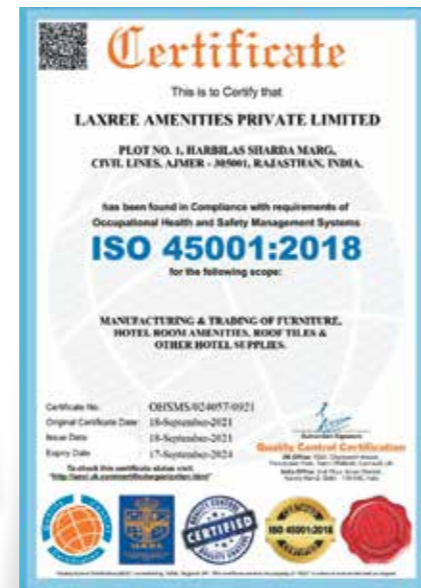 Certificate
This is to Certify that
LAXREE AMENITIES PRIVATE LIMITED
PLOT NO. 1, HARBILAS SHARDA MARG,
CIVIL LINES, AJMER - 305001, RAJASTHAN, INDIA.
has been found in Compliance with requirements of
Occupational Health and Safety Management Systems
ISO 45001:2018
for the following scope:
MANUFACTURING & TRADING OF FURNITURE,
HOTEL ROOM AMENITIES, ROOF TILES &
OTHER HOTEL SUPPLIES.
Certificate No. : OHSMS/024057/0921
Original Certificate Date : 18-September-2021
Issue Date : 18-September-2021
Expiry Date : 17-September-2024
Quality Control Certification
To check this certificate status visit:
CERTIFIED
ISO 45001:2018